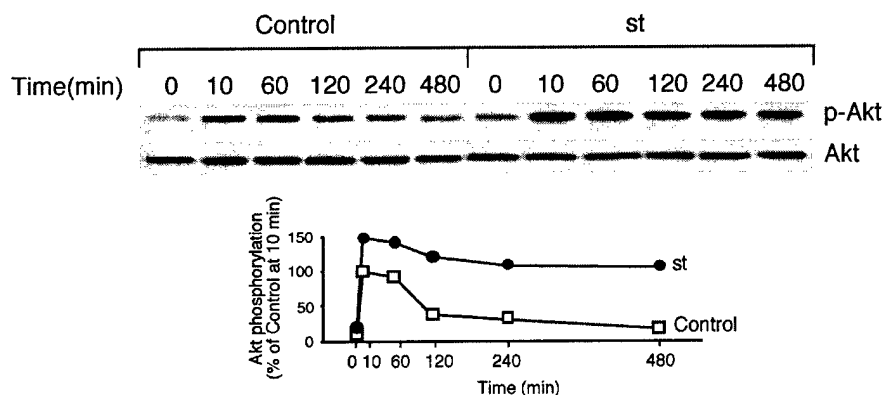 Control st
Time(min) 0 10 60 120 240 480 0 10 60 120 240 480
p-Akt
Akt
Akt phosphorylation
(% of Control at 10 min)
150
100
50
0
st
Control
0 10 60 120 240 480
Time (min)